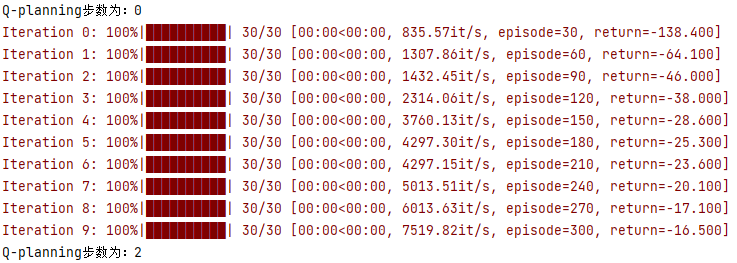 Q-planning步数为：0
Iteration 0: 100%|██████████| 30/30 [00:00<00:00, 835.57it/s, episode=30, return=-138.400]
Iteration 1: 100%|██████████| 30/30 [00:00<00:00, 1307.86it/s, episode=60, return=-64.100]
Iteration 2: 100%|██████████| 30/30 [00:00<00:00, 1432.45it/s, episode=90, return=-46.000]
Iteration 3: 100%|██████████| 30/30 [00:00<00:00, 2314.06it/s, episode=120, return=-38.000]
Iteration 4: 100%|██████████| 30/30 [00:00<00:00, 3760.13it/s, episode=150, return=-28.600]
Iteration 5: 100%|██████████| 30/30 [00:00<00:00, 4297.30it/s, episode=180, return=-25.300]
Iteration 6: 100%|██████████| 30/30 [00:00<00:00, 4297.15it/s, episode=210, return=-23.600]
Iteration 7: 100%|██████████| 30/30 [00:00<00:00, 5013.51it/s, episode=240, return=-20.100]
Iteration 8: 100%|██████████| 30/30 [00:00<00:00, 6013.63it/s, episode=270, return=-17.100]
Iteration 9: 100%|██████████| 30/30 [00:00<00:00, 7519.82it/s, episode=300, return=-16.500]
Q-planning步数为：2